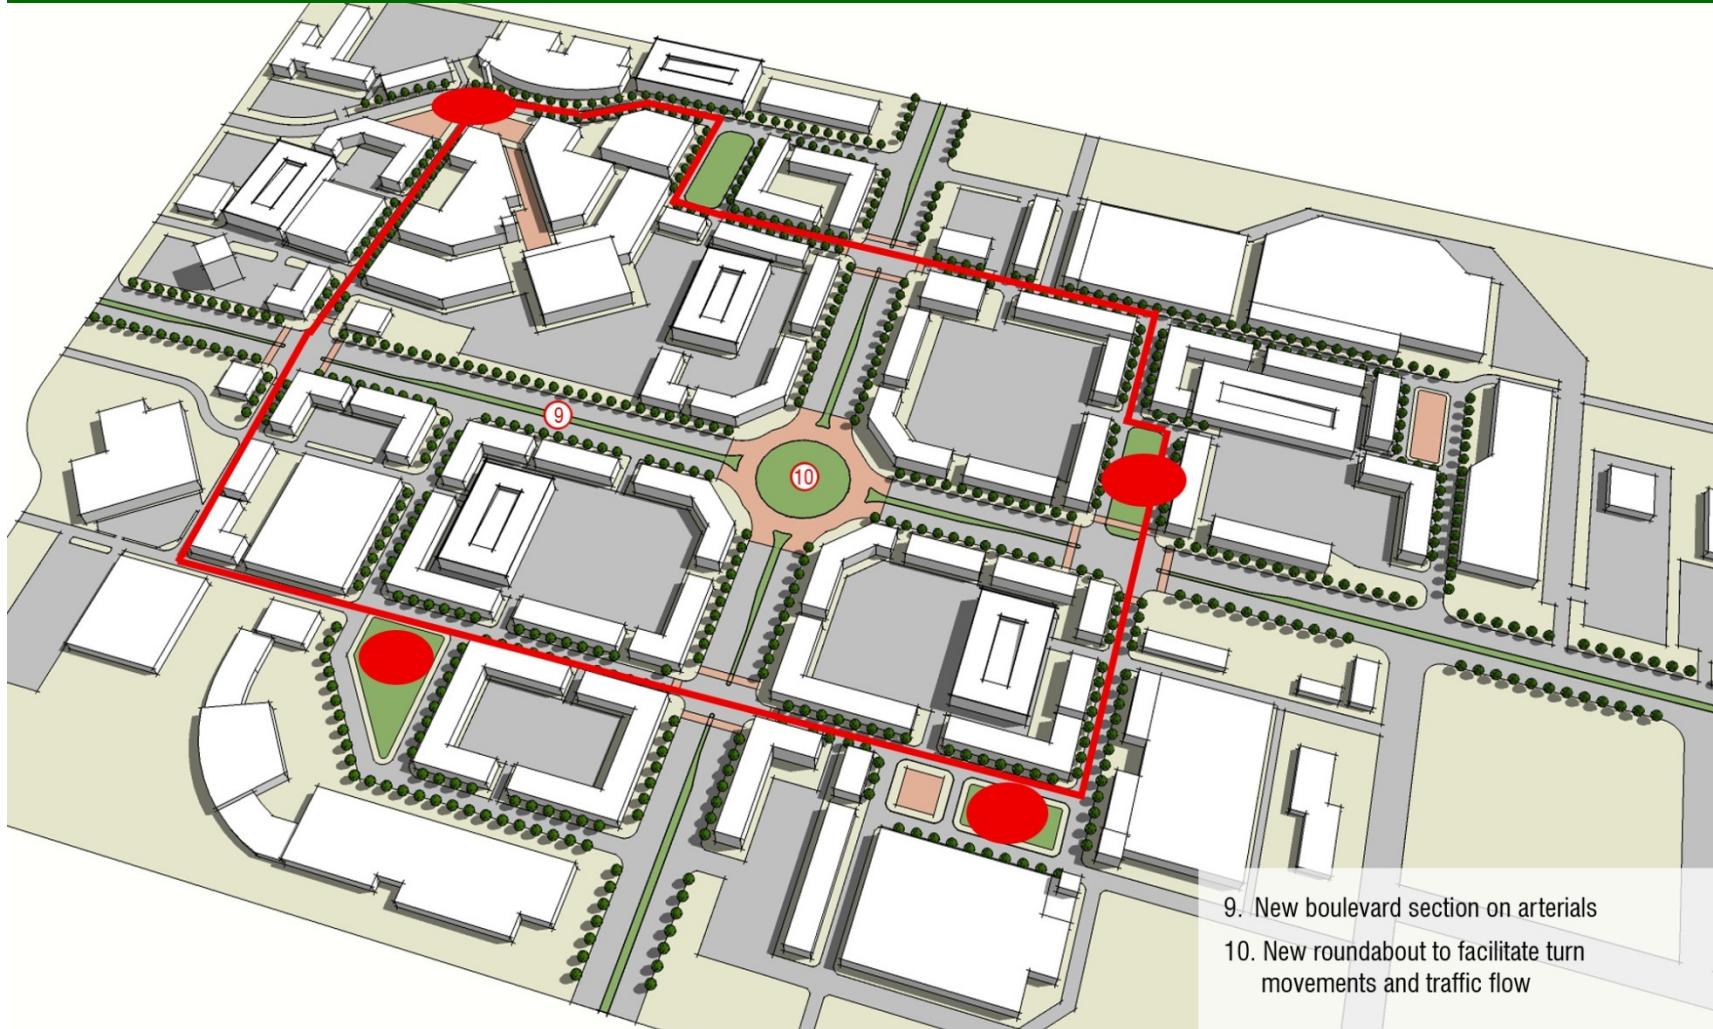 9
10
9. New boulevard section on arterials
10. New roundabout to facilitate turn
movements and traffic flow